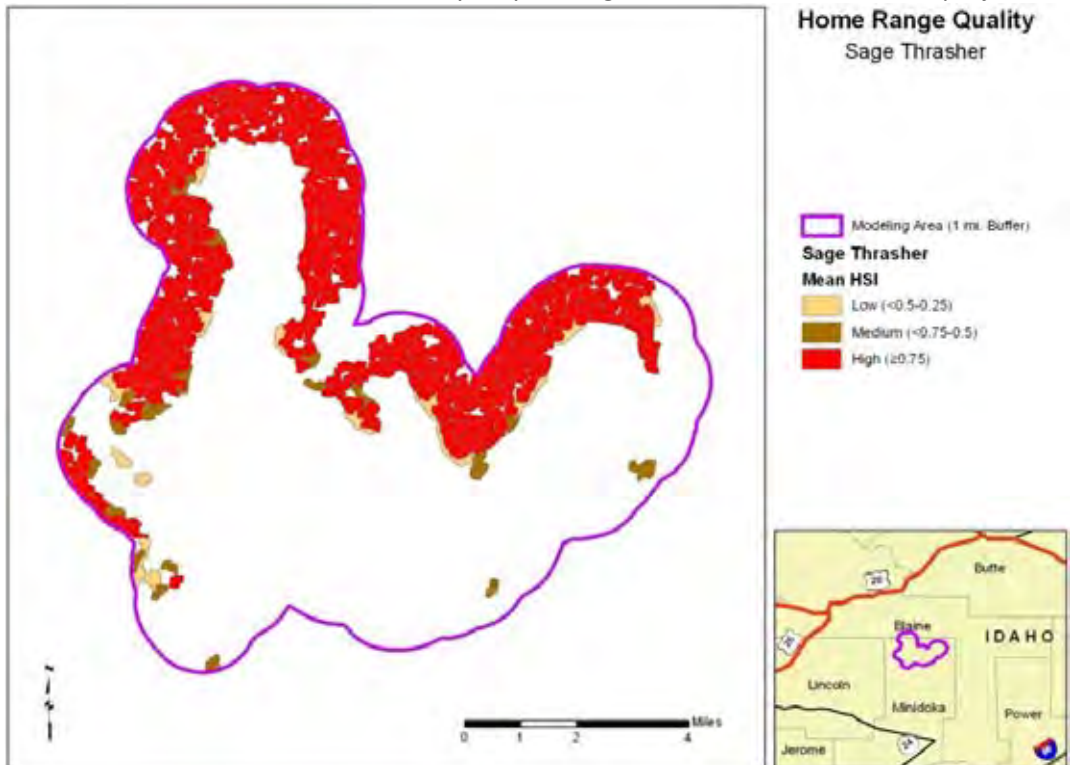 Home Range Quality
Sage Thrasher
Modeling Area (1 mi. Buffer)
Sage Thrasher
Mean HSI
Low (<0.5-0.25)
Medium (<0.75-0.5)
High (≥0.75)
Miles
0 1 2 4
Butte
20
Blaine
IDAHO
26
Lincoln
Minidoka
Power
24
Jerome